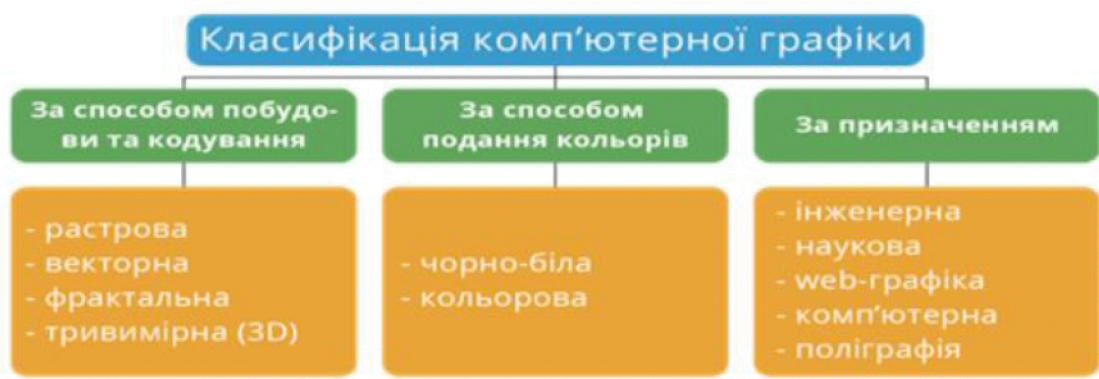 Класифікація комп'ютерної графіки
За способом побудо-
ви та кодування
- растрова
- векторна
- фрактальна
- тривимірна (3D)
За способом
подання кольорів
- чорно-біла
- кольорова
За призначенням
- інженерна
- наукова
- web-графіка
- комп'ютерна
- поліграфія